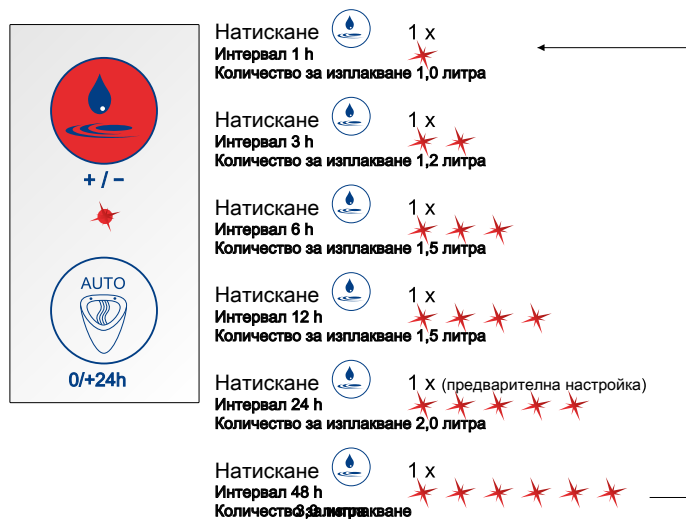 Натискане 1 x
Интервал 1 h
Количество за изплакване 1,0 литра
Натискане 1 x
Интервал 3 h
Количество за изплакване 1,2 литра
+ / −
Натискане 1 x
Интервал 6 h
Количество за изплакване 1,5 литра
AUTO
Натискане 1 x
Интервал 12 h
Количество за изплакване 1,5 литра
0/+24h
Натискане 1 x (предварителна настройка)
Интервал 24 h
Количество за изплакване 2,0 литра
Натискане 1 x
Интервал 48 h
Количество за изплакване